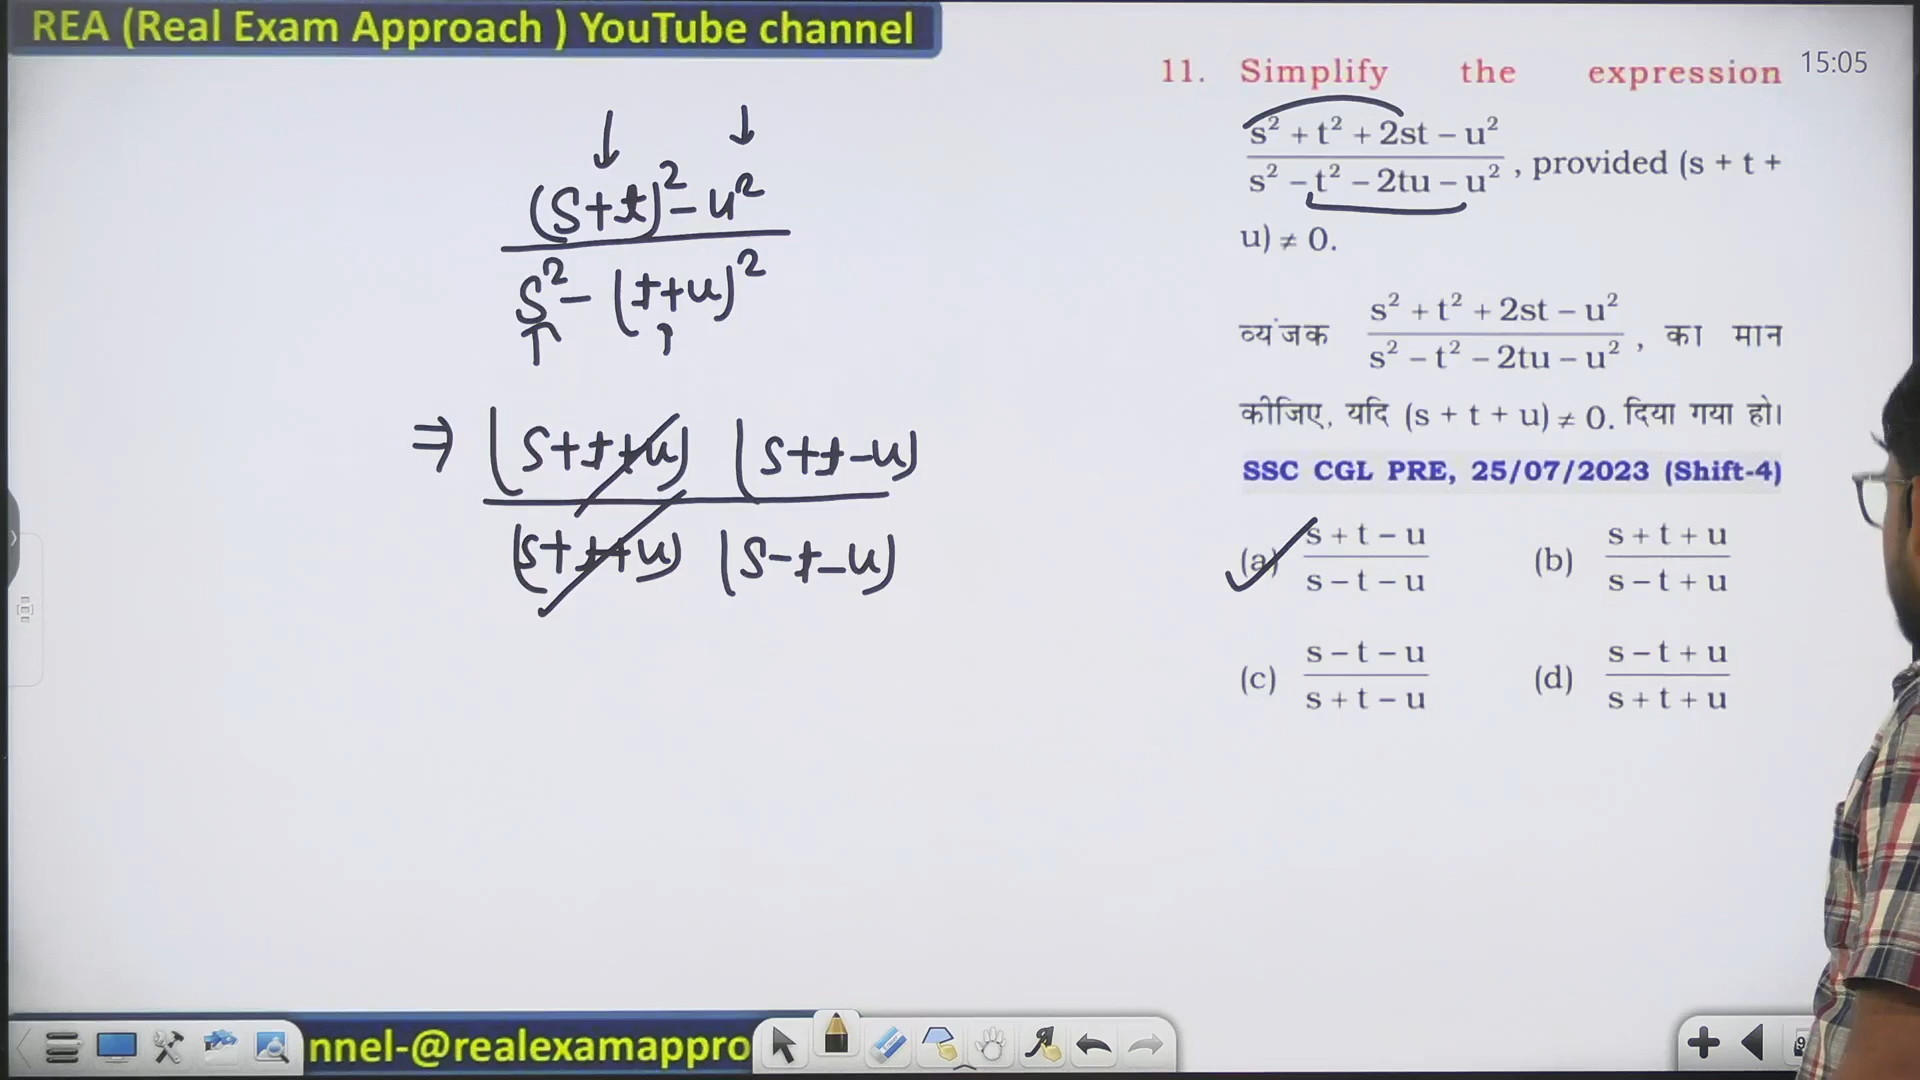 REA (Real Exam Approach ) YouTube channel
15:05
11. Simplify the expression
s² + t² + 2st – u²
s² – t² – 2tu – u² , provided (s + t +
u) ≠ 0.
व्यंजक s² + t² + 2st – u² / s² – t² – 2tu – u² , का मान
कीजिए, यदि (s + t + u) ≠ 0. दिया गया हो।
SSC CGL PRE, 25/07/2023 (Shift-4)
(a) s + t – u / s – t – u (b) s + t + u / s – t + u
(c) s – t – u / s + t – u (d) s – t + u / s + t + u
(s+t)² – u²
s² – (t+u)²
⇒ (s+t+u) (s+t–u)
(s+t+u) (s–t–u)
nnel-@realexamappro